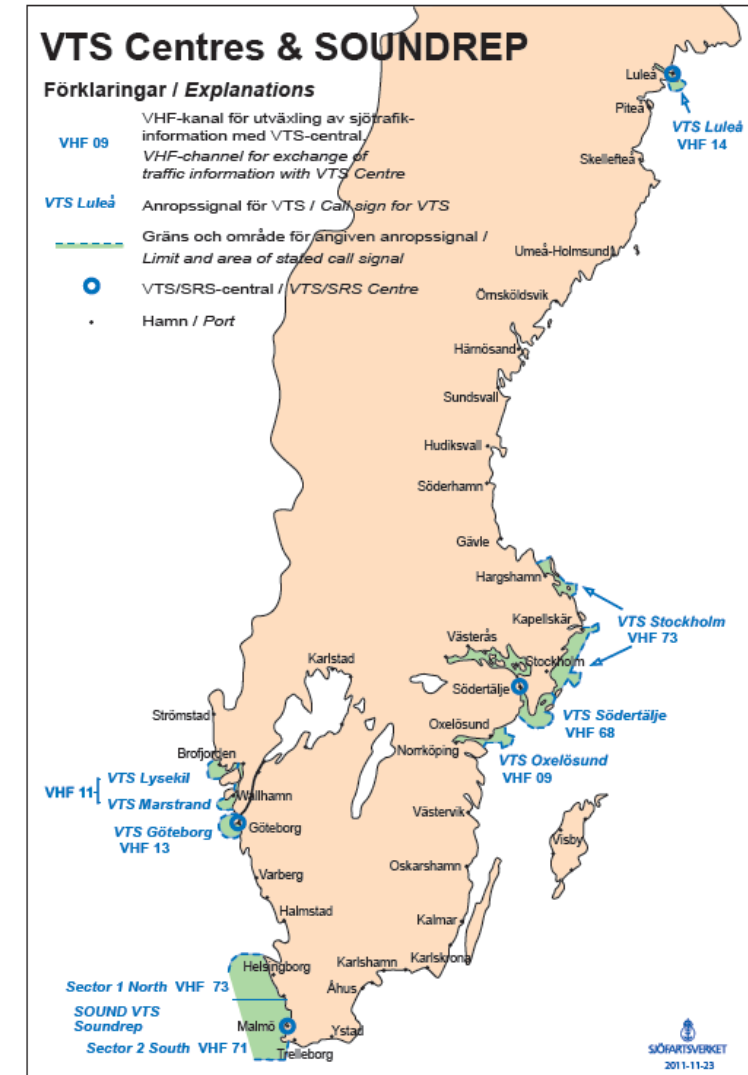 VTS Centres & SOUNDREP
Förklaringar / Explanations
VHF 09
VHF-kanal för utväxling av sjötrafik-
information med VTS-central.
VHF-channel for exchange of
traffic information with VTS Centre
VTS Luleå
Anropssignal för VTS / Call sign for VTS
Gräns och område för angiven anropssignal /
Limit and area of stated call signal
VTS/SRS-central / VTS/SRS Centre
Hamn / Port
Luleå
Piteå
VTS Luleå
VHF 14
Skellefteå
Umeå-Holmsund
Örnsköldsvik
Härnösand
Sundsvall
Hudiksvall
Söderhamn
Gävle
Hargshamn
Kapellskär
VTS Stockholm
VHF 73
Västerås
Stockholm
Karlstad
Södertälje
Strömstad
Oxelösund
VTS Södertälje
VHF 68
Brofjorden
Norrköping
VTS Oxelösund
VHF 09
VHF 11
VTS Lysekil
Wallhamn
VTS Marstrand
VTS Göteborg
VHF 13
Göteborg
Västervik
Visby
Varberg
Oskarshamn
Halmstad
Kalmar
Helsingborg
Karlshamn
Karlskrona
Sector 1 North VHF 73
Åhus
SOUND VTS
Soundrep
Malmö
Ystad
Sector 2 South VHF 71
Trelleborg
SJÖFARTSVERKET
2011-11-23